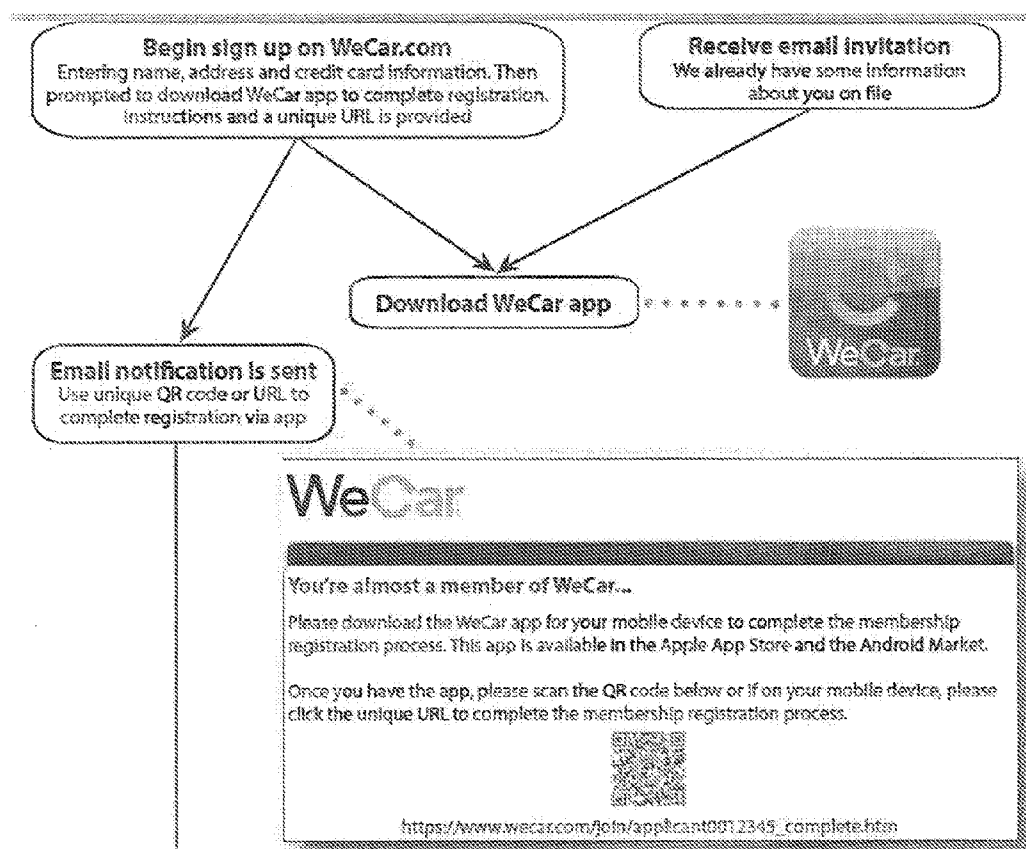 Begin sign up on WeCar.com
Entering name, address and credit card information. Then
prompted to download WeCar app to complete registration.
Instructions and a unique URL is provided
Receive email invitation
We already have some information
about you on file
Download WeCar app
WeCar
Email notification is sent
Use unique QR code or URL to
complete registration via app
WeCar
You're almost a member of WeCar...
Please download the WeCar app for your mobile device to complete the membership
registration process. This app is available in the Apple App Store and the Android Market.
Once you have the app, please scan the QR code below or if on your mobile device, please
click the unique URL to complete the membership registration process.
https://www.wecar.com/join/applicant0012345_complete.htm